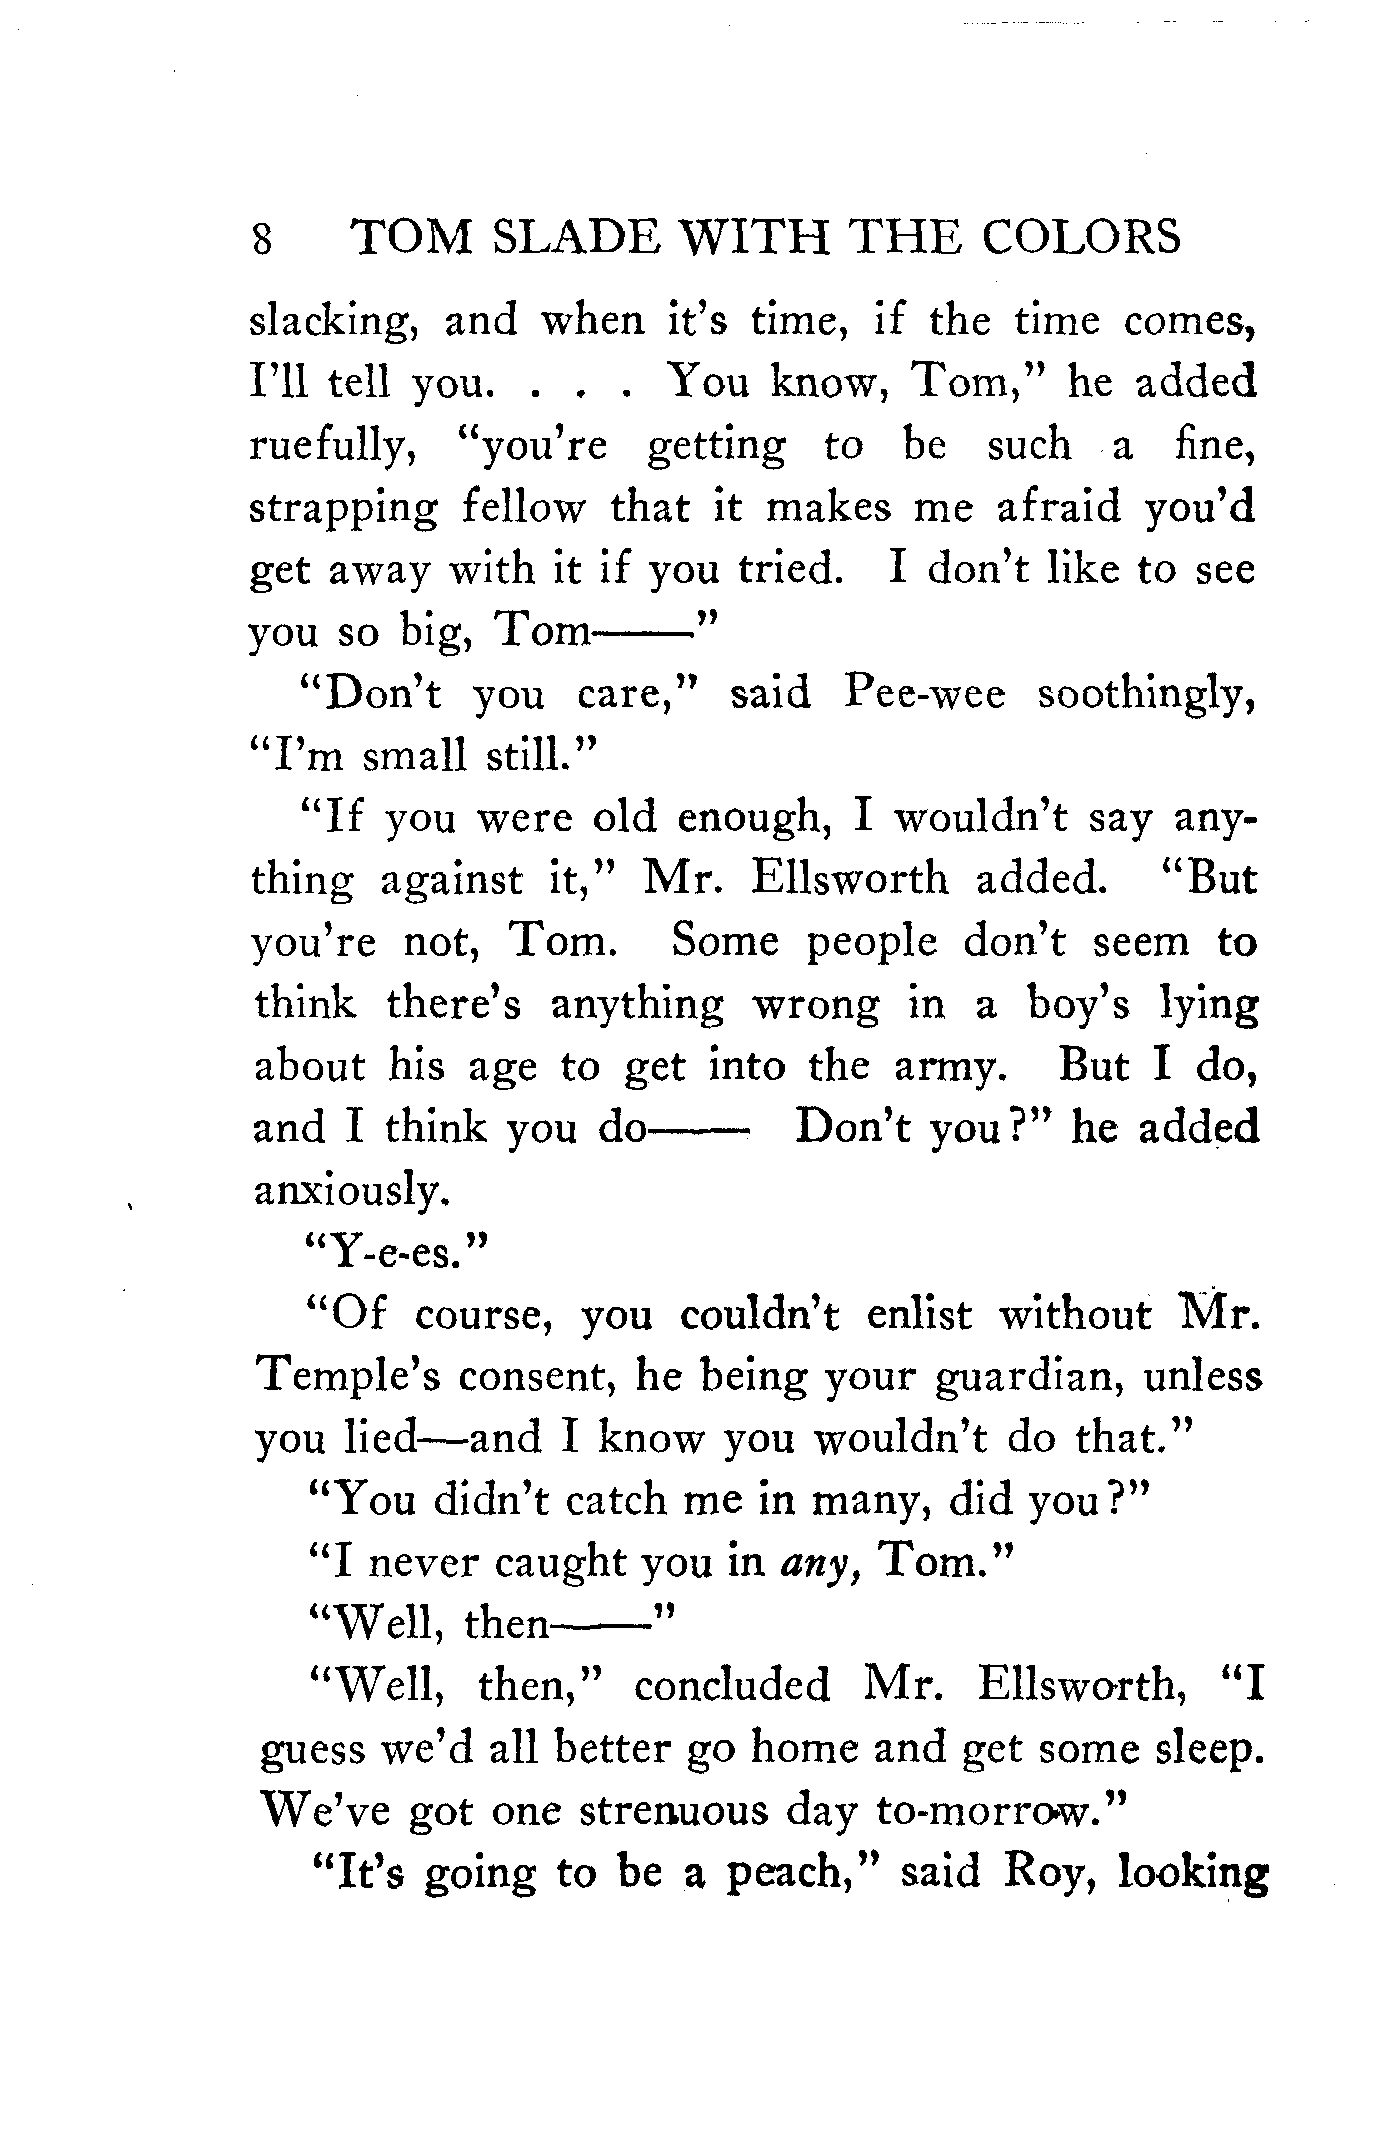 8 TOM SLADE WITH THE COLORS
slacking, and when it's time, if the time comes,
I'll tell you. . . . You know, Tom," he added
ruefully, "you're getting to be such a fine,
strapping fellow that it makes me afraid you'd
get away with it if you tried. I don't like to see
you so big, Tom——"
"Don't you care," said Pee-wee soothingly,
"I'm small still."
"If you were old enough, I wouldn't say any-
thing against it," Mr. Ellsworth added. "But
you're not, Tom. Some people don't seem to
think there's anything wrong in a boy's lying
about his age to get into the army. But I do,
and I think you do—— Don't you?" he added
anxiously.
"Y-e-es."
"Of course, you couldn't enlist without Mr.
Temple's consent, he being your guardian, unless
you lied—and I know you wouldn't do that."
"You didn't catch me in many, did you?"
"I never caught you in any, Tom."
"Well, then——"
"Well, then," concluded Mr. Ellsworth, "I
guess we'd all better go home and get some sleep.
We've got one strenuous day to-morrow."
"It's going to be a peach," said Roy, looking